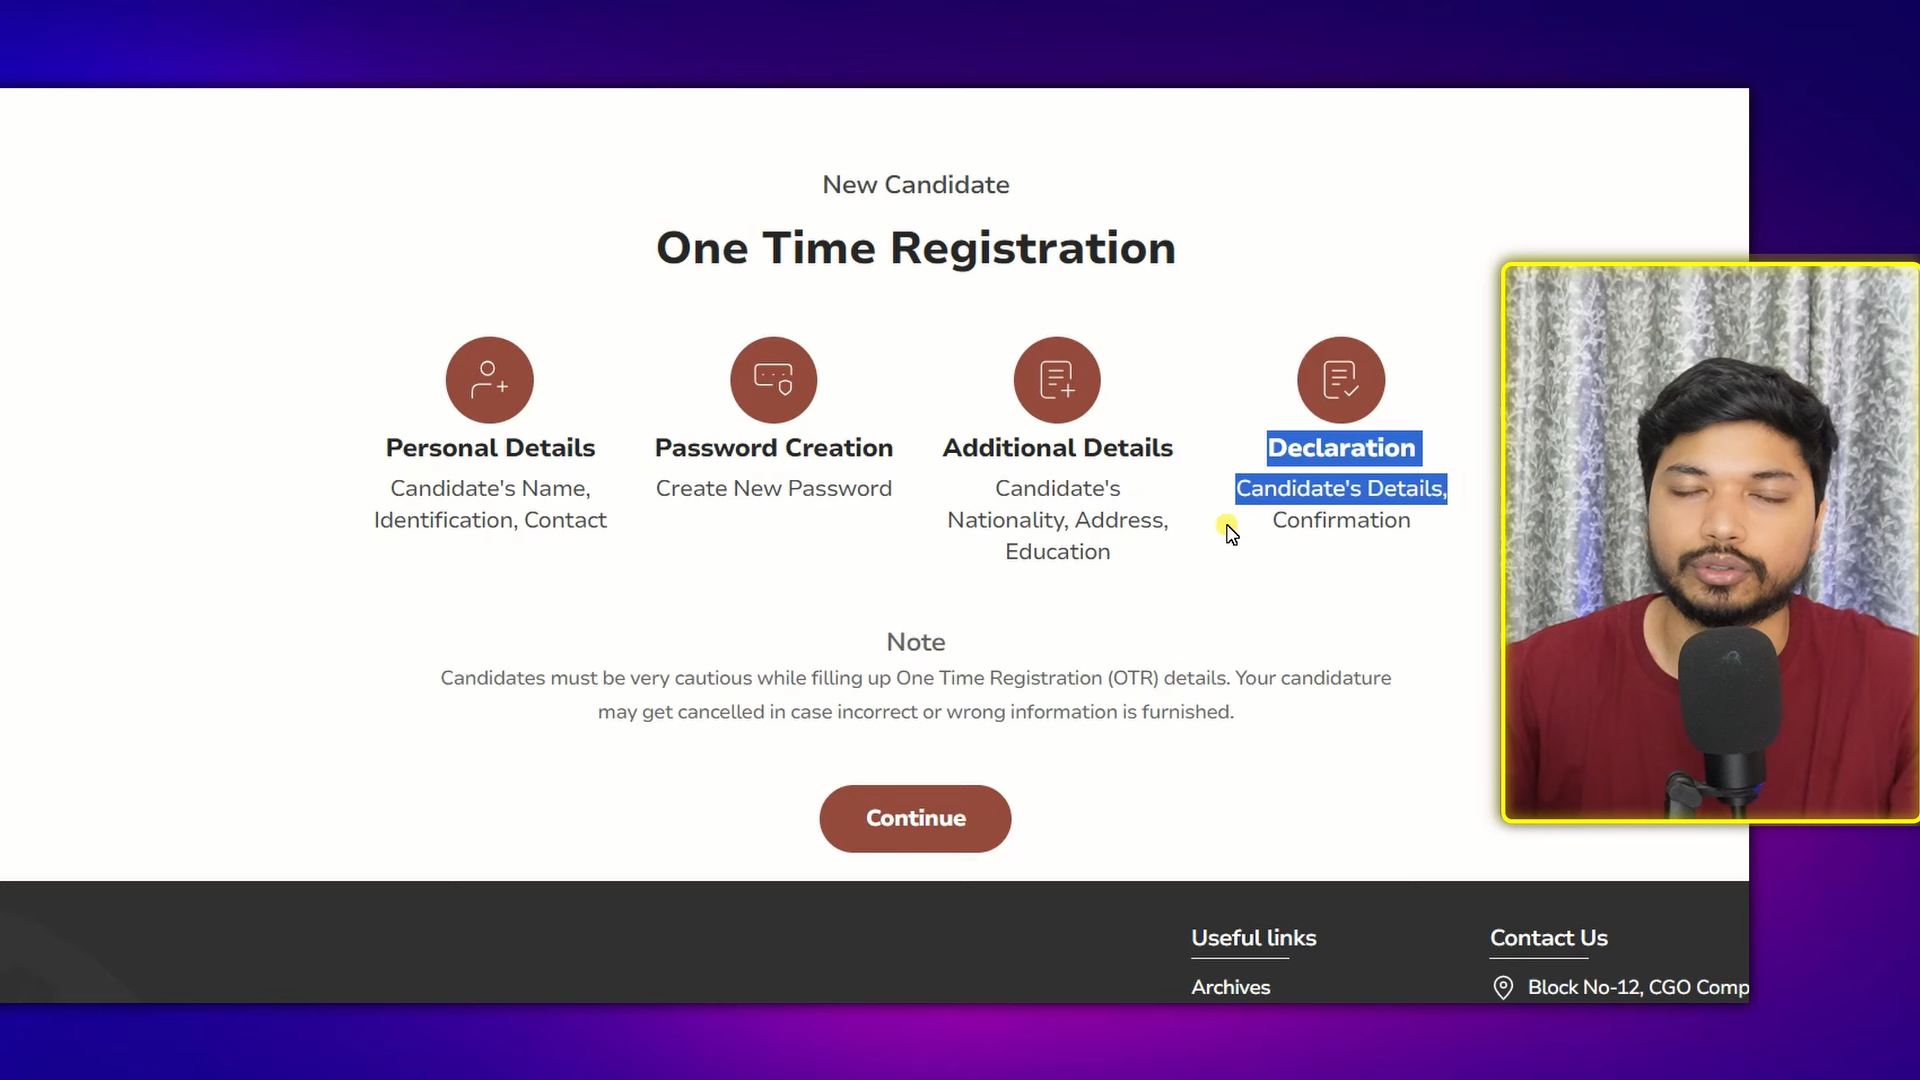 New Candidate
One Time Registration
Personal Details
Candidate's Name,
Identification, Contact
Password Creation
Create New Password
Additional Details
Candidate's
Nationality, Address,
Education
Declaration
Candidate's Details,
Confirmation
Note
Candidates must be very cautious while filling up One Time Registration (OTR) details. Your candidature
may get cancelled in case incorrect or wrong information is furnished.
Continue
Useful links
Archives
Contact Us
Block No-12, CGO Comp